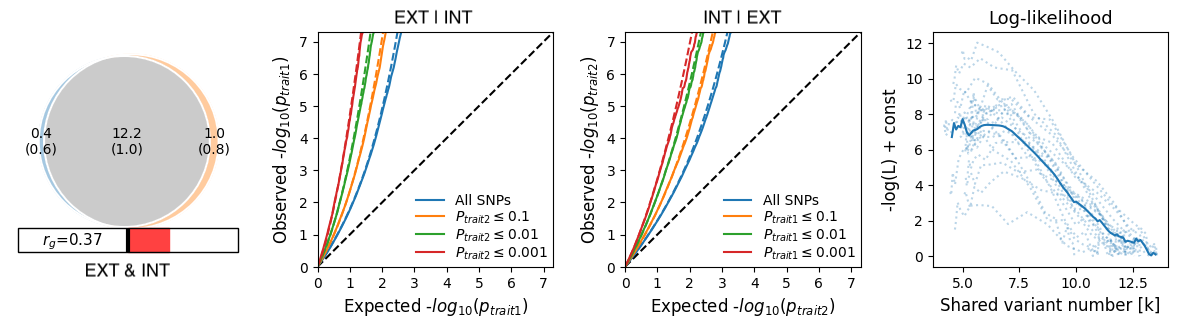 0.4
(0.6)
12.2
(1.0)
1.0
(0.8)
r_g=0.37
EXT & INT
EXT | INT
7
6
5
4
3
2
1
0
Observed -log10(p_trait1)
All SNPs
P_trait2 ≤ 0.1
P_trait2 ≤ 0.01
P_trait2 ≤ 0.001
0 1 2 3 4 5 6 7
Expected -log10(p_trait1)
INT | EXT
7
6
5
4
3
2
1
0
Observed -log10(p_trait2)
All SNPs
P_trait1 ≤ 0.1
P_trait1 ≤ 0.01
P_trait1 ≤ 0.001
0 1 2 3 4 5 6 7
Expected -log10(p_trait2)
Log-likelihood
12
10
8
6
4
2
0
-log(L) + const
5.0 7.5 10.0 12.5
Shared variant number [k]